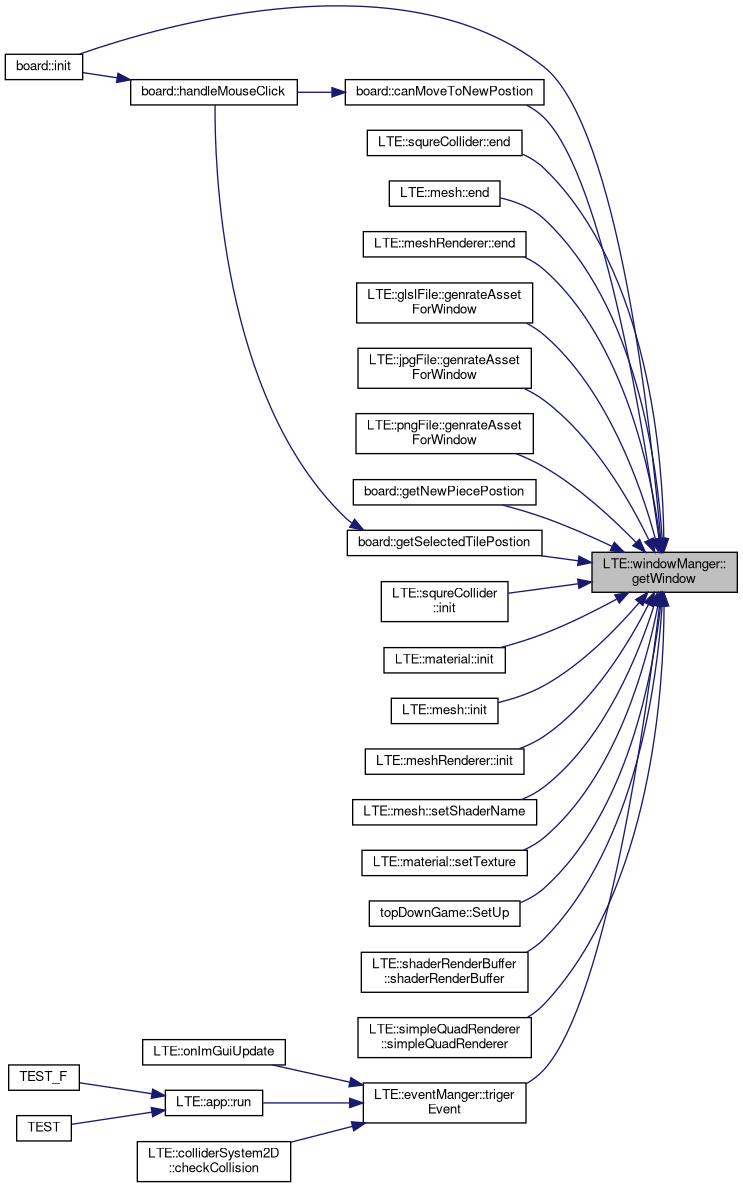 board::init
board::handleMouseClick
board::canMoveToNewPostion
LTE::squreCollider::end
LTE::mesh::end
LTE::meshRenderer::end
LTE::glslFile::genrateAsset
ForWindow
LTE::jpgFile::genrateAsset
ForWindow
LTE::pngFile::genrateAsset
ForWindow
board::getNewPiecePostion
board::getSelectedTilePostion
LTE::windowManger::
getWindow
LTE::squreCollider
::init
LTE::material::init
LTE::mesh::init
LTE::meshRenderer::init
LTE::mesh::setShaderName
LTE::material::setTexture
topDownGame::SetUp
LTE::shaderRenderBuffer
::shaderRenderBuffer
LTE::simpleQuadRenderer
::simpleQuadRenderer
LTE::onImGuiUpdate
TEST_F
LTE::app::run
LTE::eventManger::triger
Event
TEST
LTE::colliderSystem2D
::checkCollision